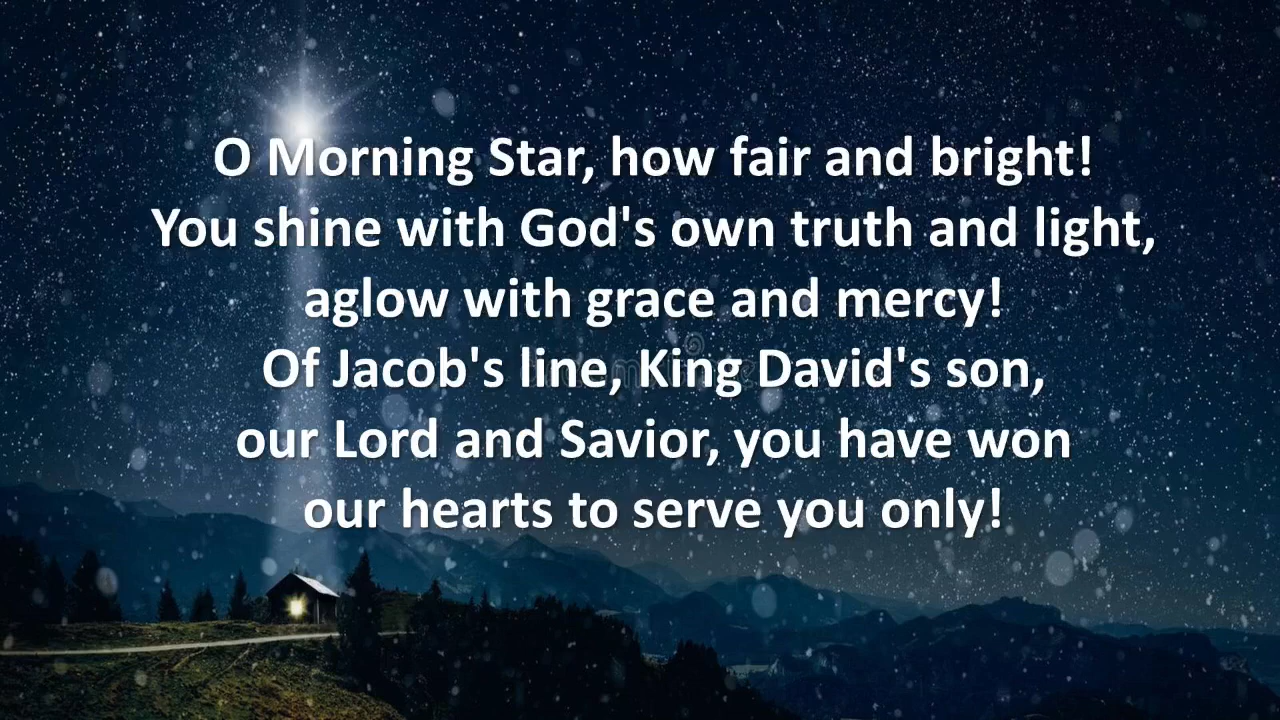 O Morning Star, how fair and bright!
You shine with God's own truth and light,
aglow with grace and mercy!
Of Jacob's line, King David's son,
our Lord and Savior, you have won
our hearts to serve you only!